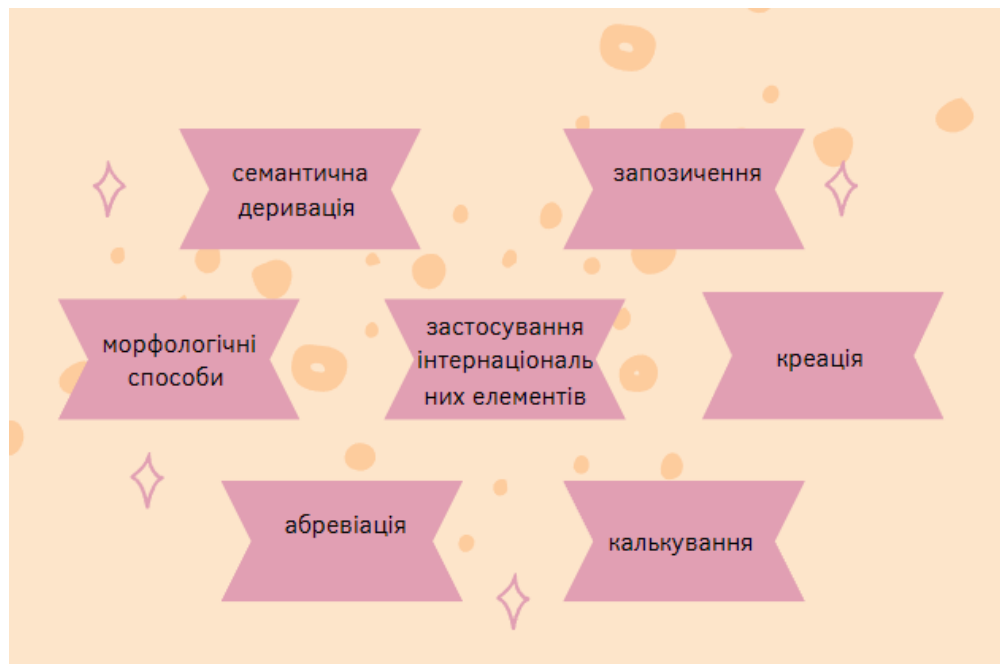 семантична
деривація
запозичення
морфологічні
способи
застосування
інтернаціональ
них елементів
креація
абревіація
калькування